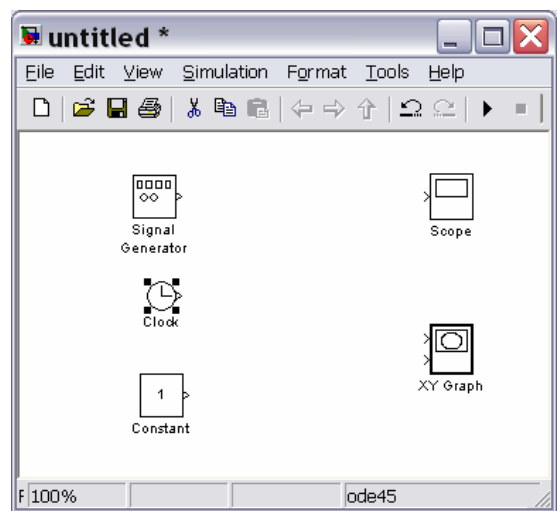 untitled *
File Edit View Simulation Format Tools Help
Signal
Generator
Scope
Clock
XY Graph
1
Constant
F 100% ode45